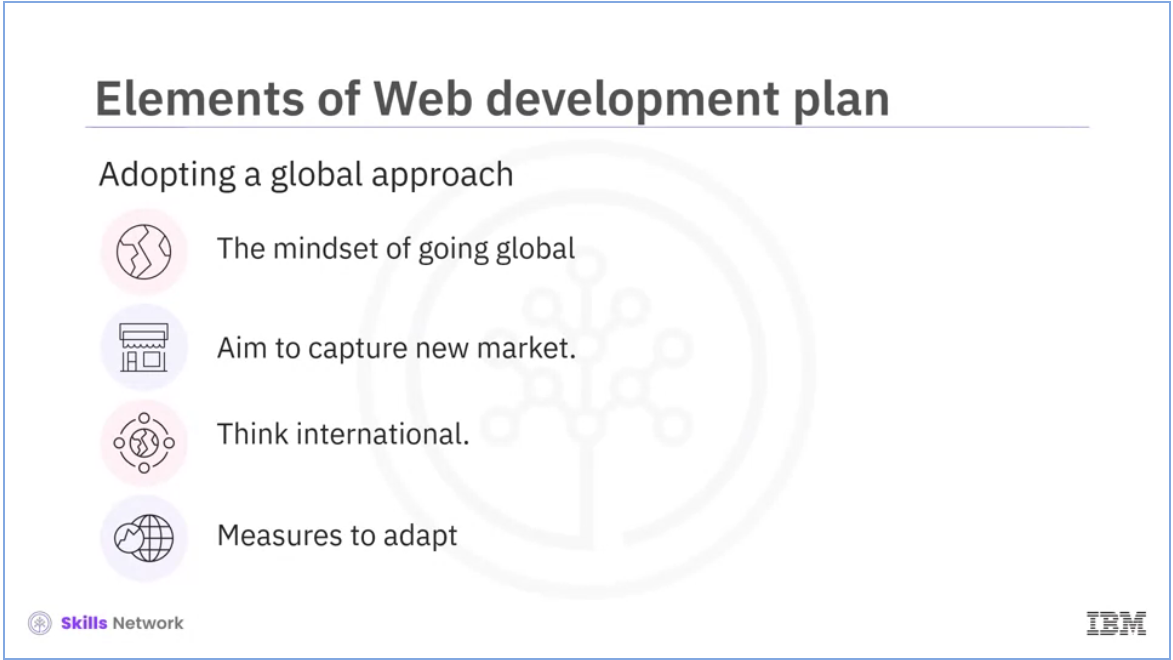 Elements of Web development plan
Adopting a global approach
The mindset of going global
Aim to capture new market.
Think international.
Measures to adapt
Skills Network
IBM